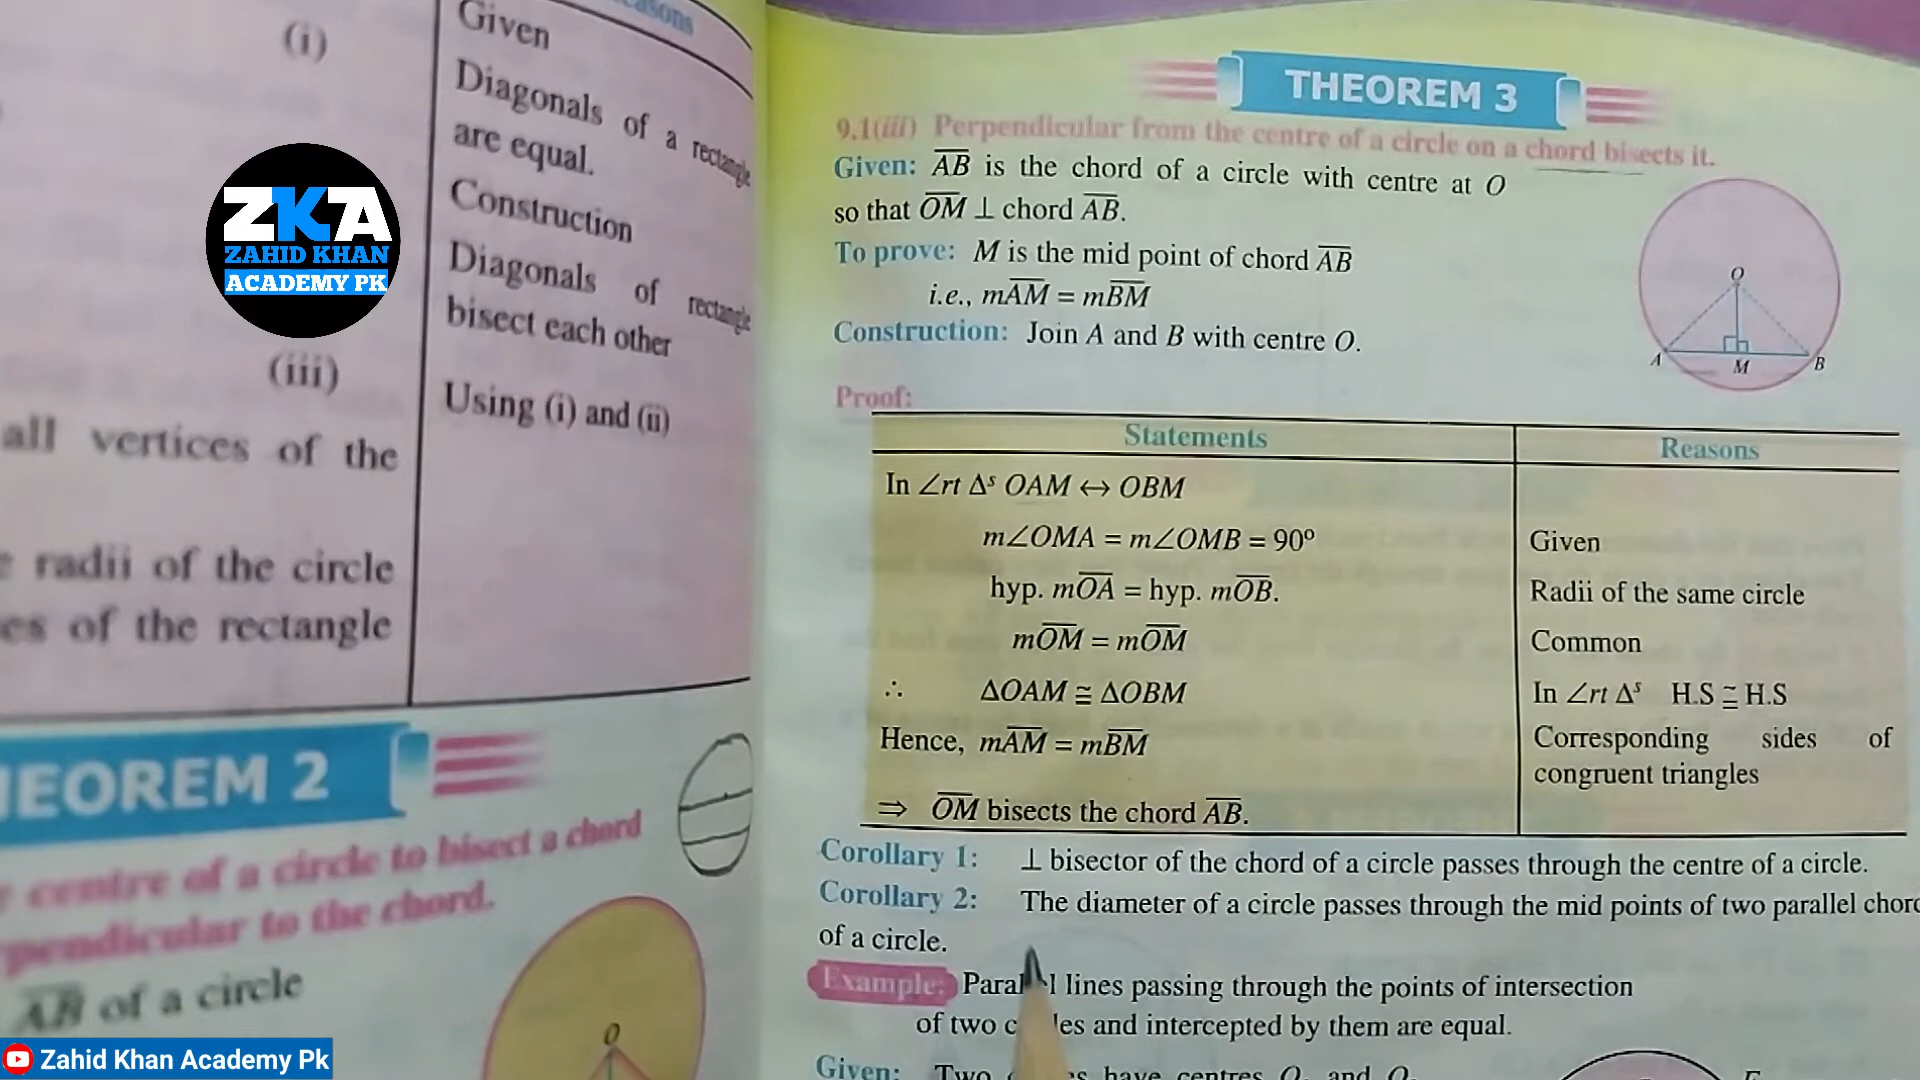 (i)
Given
Diagonals of a rectangle
are equal.
Construction
Diagonals of rectangle
bisect each other
(iii)
Using (i) and (ii)
all vertices of the
radii of the circle
of the rectangle
ZKA
ZAHID KHAN
ACADEMY PK
THEOREM 2
centre of a circle to bisect a chord
perpendicular to the chord.
AB of a circle
O
Zahid Khan Academy Pk
THEOREM 3
9.1(iii) Perpendicular from the centre of a circle on a chord bisects it.
Given: AB is the chord of a circle with centre at O
so that OM ⊥ chord AB.
To prove: M is the mid point of chord AB
i.e., mAM = mBM
Construction: Join A and B with centre O.
O
A M B
Proof:
Statements Reasons
In ∠rt Δˢ OAM ↔ OBM
m∠OMA = m∠OMB = 90° Given
hyp. mOA = hyp. mOB. Radii of the same circle
mOM = mOM Common
∴ ΔOAM ≅ ΔOBM In ∠rt Δˢ H.S ≅ H.S
Hence, mAM = mBM Corresponding sides of
congruent triangles
⇒ OM bisects the chord AB.
Corollary 1: ⊥ bisector of the chord of a circle passes through the centre of a circle.
Corollary 2: The diameter of a circle passes through the mid points of two parallel chord
of a circle.
Example: Parallel lines passing through the points of intersection
of two circles and intercepted by them are equal.
Given: Two have centres O and O